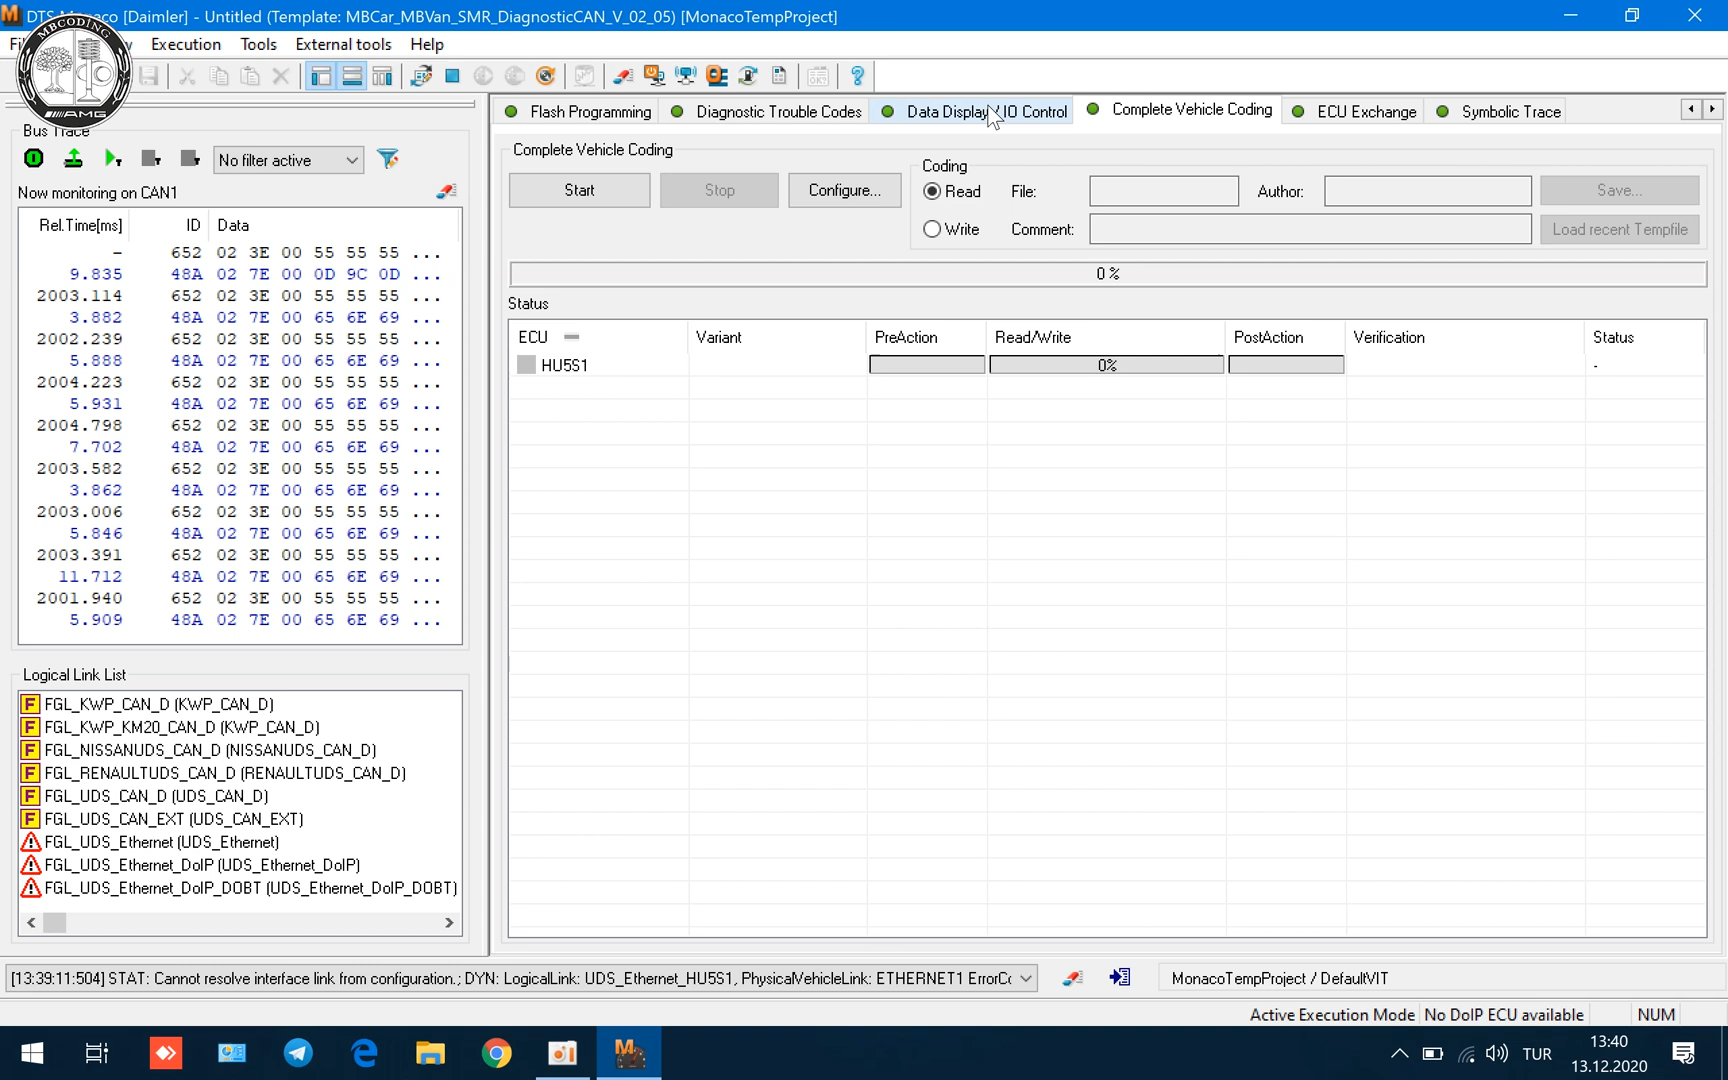 DTS Monaco [Daimler] - Untitled (Template: MBCar_MBVan_SMR_DiagnosticCAN_V_02_05) [MonacoTempProject]
MBCODING
AMG
Execution Tools External tools Help
Flash Programming Diagnostic Trouble Codes Data Display / IO Control Complete Vehicle Coding ECU Exchange Symbolic Trace
Bus Trace
No filter active
Now monitoring on CAN1
Rel.Time[ms] ID Data
– 652 02 3E 00 55 55 55 ...
9.835 48A 02 7E 00 0D 9C 0D ...
2003.114 652 02 3E 00 55 55 55 ...
3.882 48A 02 7E 00 65 6E 69 ...
2002.239 652 02 3E 00 55 55 55 ...
5.888 48A 02 7E 00 65 6E 69 ...
2004.223 652 02 3E 00 55 55 55 ...
5.931 48A 02 7E 00 65 6E 69 ...
2004.798 652 02 3E 00 55 55 55 ...
7.702 48A 02 7E 00 65 6E 69 ...
2003.582 652 02 3E 00 55 55 55 ...
3.862 48A 02 7E 00 65 6E 69 ...
2003.006 652 02 3E 00 55 55 55 ...
5.846 48A 02 7E 00 65 6E 69 ...
2003.391 652 02 3E 00 55 55 55 ...
11.712 48A 02 7E 00 65 6E 69 ...
2001.940 652 02 3E 00 55 55 55 ...
5.909 48A 02 7E 00 65 6E 69 ...
Logical Link List
F FGL_KWP_CAN_D (KWP_CAN_D)
F FGL_KWP_KM20_CAN_D (KWP_CAN_D)
F FGL_NISSANUDS_CAN_D (NISSANUDS_CAN_D)
F FGL_RENAULTUDS_CAN_D (RENAULTUDS_CAN_D)
F FGL_UDS_CAN_D (UDS_CAN_D)
F FGL_UDS_CAN_EXT (UDS_CAN_EXT)
FGL_UDS_Ethernet (UDS_Ethernet)
FGL_UDS_Ethernet_DoIP (UDS_Ethernet_DoIP)
FGL_UDS_Ethernet_DoIP_DOBT (UDS_Ethernet_DoIP_DOBT)
Complete Vehicle Coding
Start Stop Configure...
Coding
Read File: Author: Save...
Write Comment: Load recent Tempfile
0 %
Status
ECU Variant PreAction Read/Write PostAction Verification Status
HU5S1 0% -
[13:39:11:504] STAT: Cannot resolve interface link from configuration.; DYN: LogicalLink: UDS_Ethernet_HU5S1, PhysicalVehicleLink: ETHERNET1 ErrorCo
MonacoTempProject / DefaultVIT
Active Execution Mode No DoIP ECU available NUM
TUR
13:40
13.12.2020